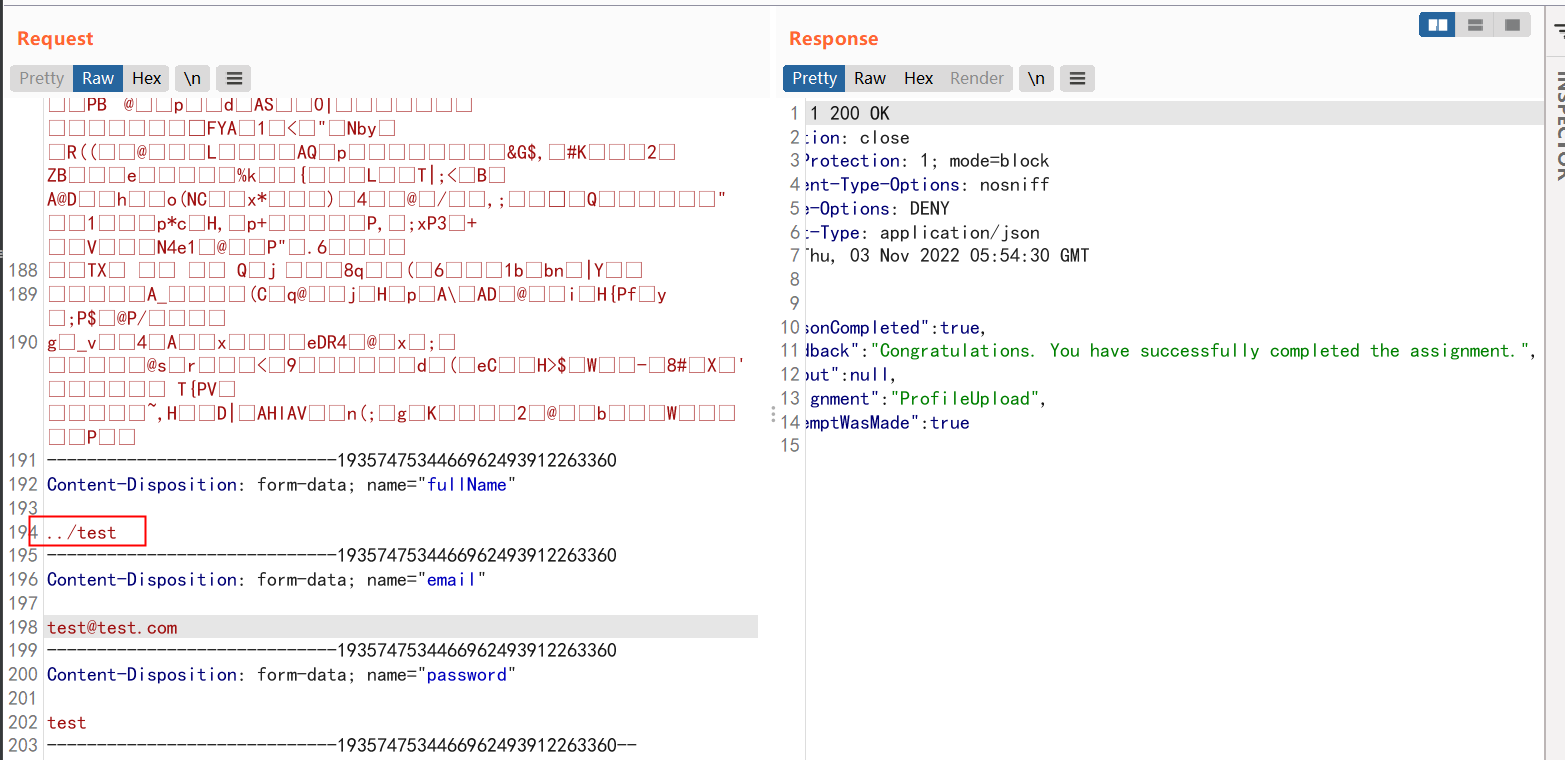 Request
Pretty Raw Hex \n
PB @ p d AS O|
FYA 1 < " Nby
R(( @ L AQ p &G$, #K 2
ZB e %k { L T|;< B
A@D h o(NC x* ) 4 @ / ,; Q "
1 p*c H, p+ P, ;xP3 +
V N4e1 @ P" .6
188 TX Q j 8q ( 6 1b bn |Y
189 A_ (C q@ j H p A\ AD @ i H{Pf y
;P$ @P/
190 g _v 4 A x eDR4 @ x ;
@s r < 9 d ( eC H>$ W - 8# X '
T{PV
~,H D| AHIAV n(; g K 2 @ b W
P
191 -----------------------------1935747534466962493912263360
192 Content-Disposition: form-data; name="fullName"
193
194 ../test
195 -----------------------------1935747534466962493912263360
196 Content-Disposition: form-data; name="email"
197
198 test@test.com
199 -----------------------------1935747534466962493912263360
200 Content-Disposition: form-data; name="password"
201
202 test
203 -----------------------------1935747534466962493912263360--
Response
Pretty Raw Hex Render \n
1 1 200 OK
2 tion: close
3 Protection: 1; mode=block
4 ent-Type-Options: nosniff
5 e-Options: DENY
6 t-Type: application/json
7 Thu, 03 Nov 2022 05:54:30 GMT
8
9
10 sonCompleted":true,
11 dback":"Congratulations. You have successfully completed the assignment.",
12 put":null,
13 gnment":"ProfileUpload",
14 emptWasMade":true
15
INSPECTOR